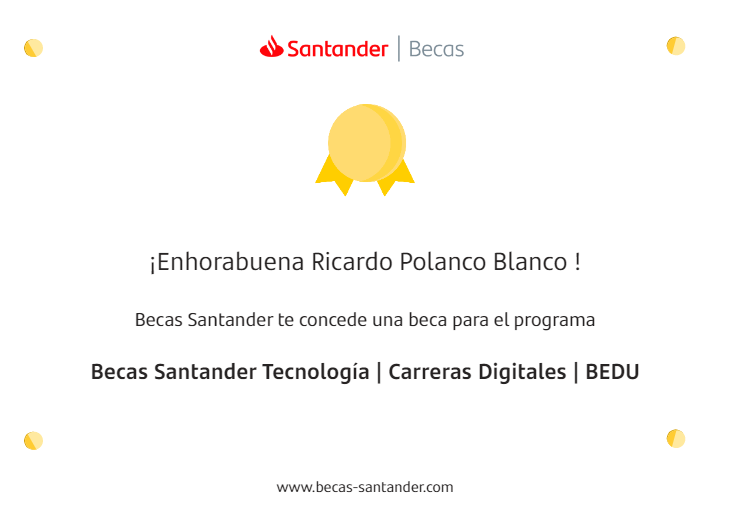 Santander | Becas
¡Enhorabuena Ricardo Polanco Blanco !
Becas Santander te concede una beca para el programa
Becas Santander Tecnología | Carreras Digitales | BEDU
www.becas-santander.com